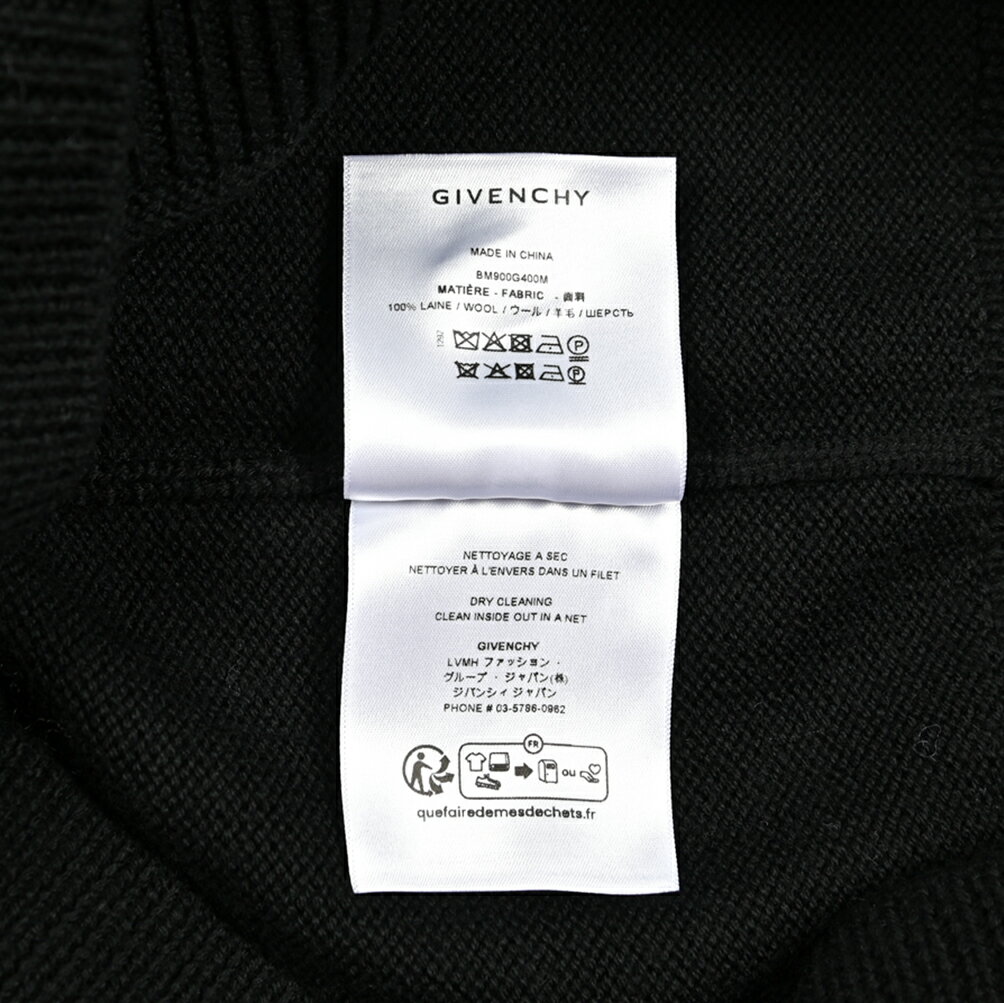 GIVENCHY
MADE IN CHINA
BM900G400M
MATIÈRE - FABRIC - 面料
100% LAINE / WOOL / ウール / 羊毛 / ШЕРСТЬ
1297
P
P
NETTOYAGE A SEC
NETTOYER À L'ENVERS DANS UN FILET
DRY CLEANING
CLEAN INSIDE OUT IN A NET
GIVENCHY
LVMH ファッション ·
グループ · ジャパン(株)
ジバンシィ ジャパン
PHONE # 03-5786-0962
FR
ou
quefairedemesdechets.fr